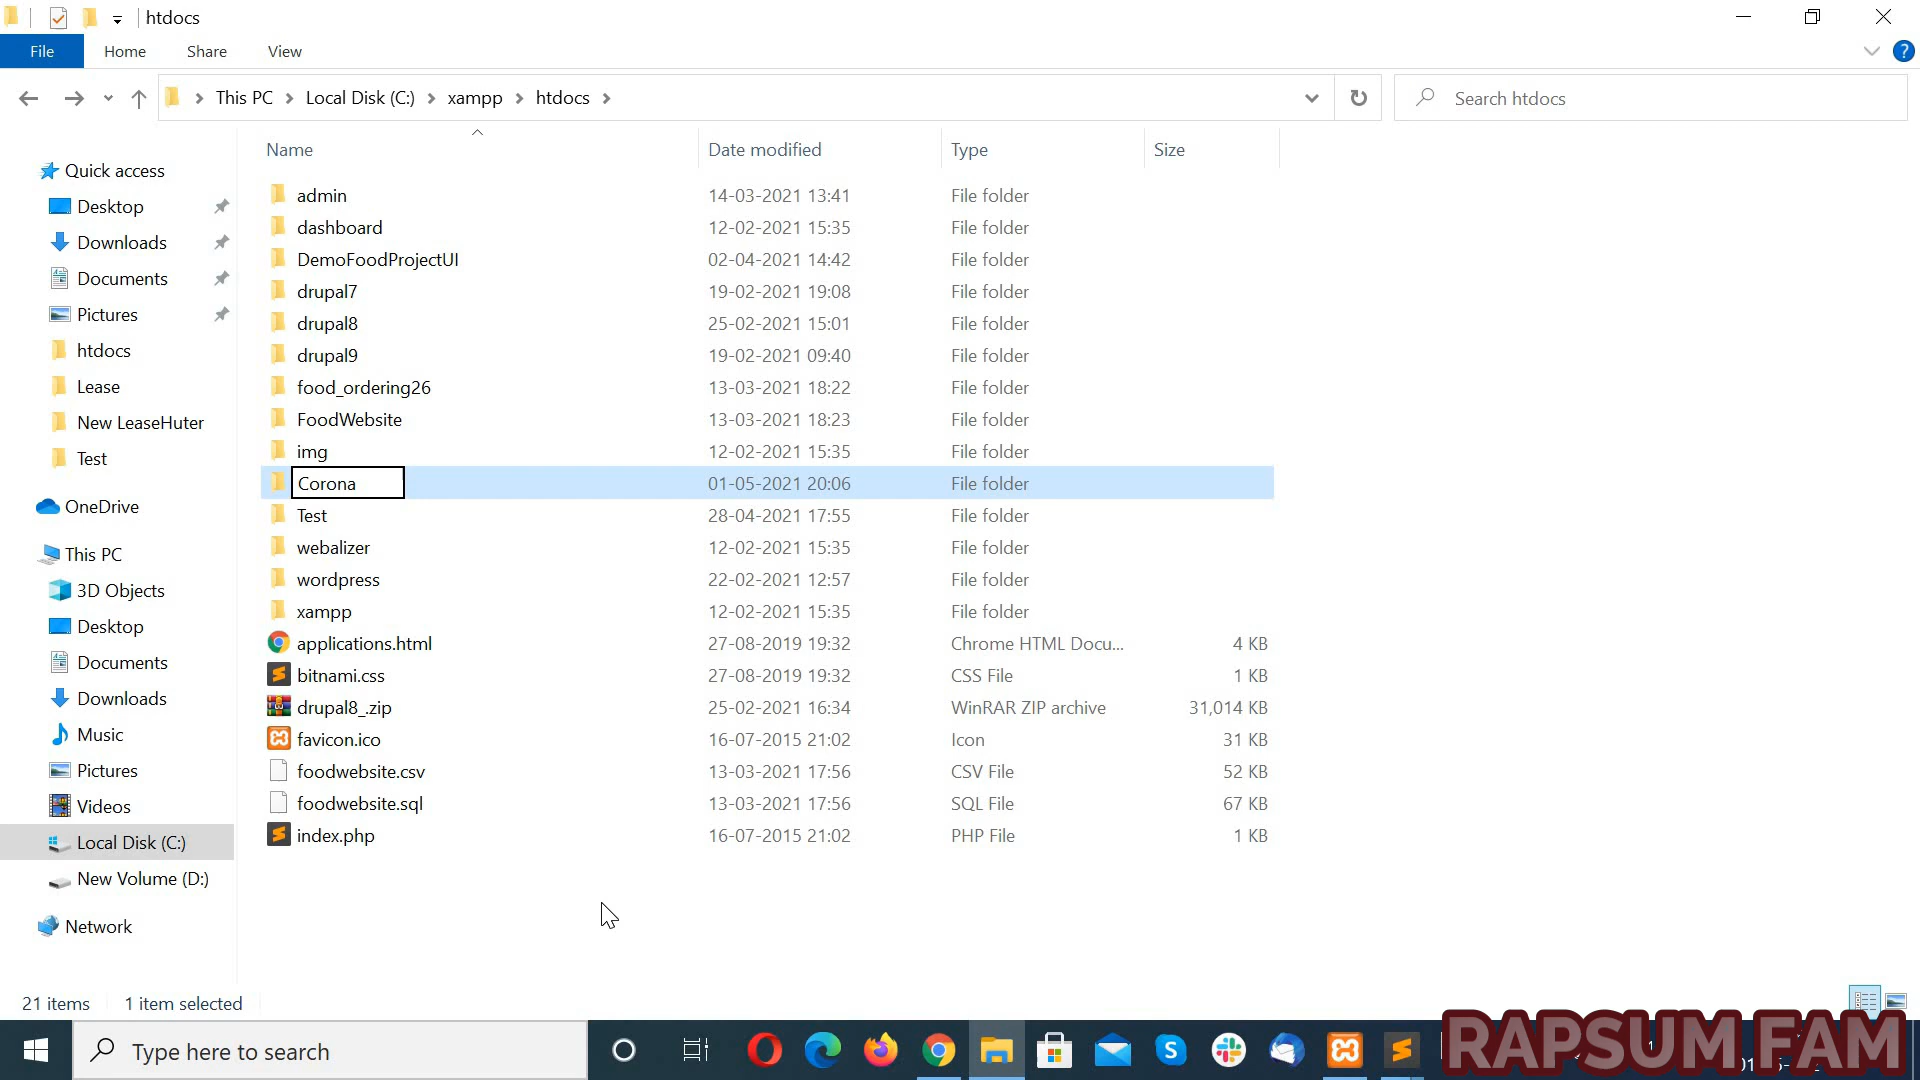 htdocs
File Home Share View
This PC Local Disk (C:) xampp htdocs
Search htdocs
Name Date modified Type Size
Quick access
Desktop
Downloads
Documents
Pictures
htdocs
Lease
New LeaseHuter
Test
OneDrive
This PC
3D Objects
Desktop
Documents
Downloads
Music
Pictures
Videos
Local Disk (C:)
New Volume (D:)
Network
admin 14-03-2021 13:41 File folder
dashboard 12-02-2021 15:35 File folder
DemoFoodProjectUI 02-04-2021 14:42 File folder
drupal7 19-02-2021 19:08 File folder
drupal8 25-02-2021 15:01 File folder
drupal9 19-02-2021 09:40 File folder
food_ordering26 13-03-2021 18:22 File folder
FoodWebsite 13-03-2021 18:23 File folder
img 12-02-2021 15:35 File folder
Corona 01-05-2021 20:06 File folder
Test 28-04-2021 17:55 File folder
webalizer 12-02-2021 15:35 File folder
wordpress 22-02-2021 12:57 File folder
xampp 12-02-2021 15:35 File folder
applications.html 27-08-2019 19:32 Chrome HTML Docu... 4 KB
bitnami.css 27-08-2019 19:32 CSS File 1 KB
drupal8_.zip 25-02-2021 16:34 WinRAR ZIP archive 31,014 KB
favicon.ico 16-07-2015 21:02 Icon 31 KB
foodwebsite.csv 13-03-2021 17:56 CSV File 52 KB
foodwebsite.sql 13-03-2021 17:56 SQL File 67 KB
index.php 16-07-2015 21:02 PHP File 1 KB
21 items 1 item selected
Type here to search
RAPSUM FAM